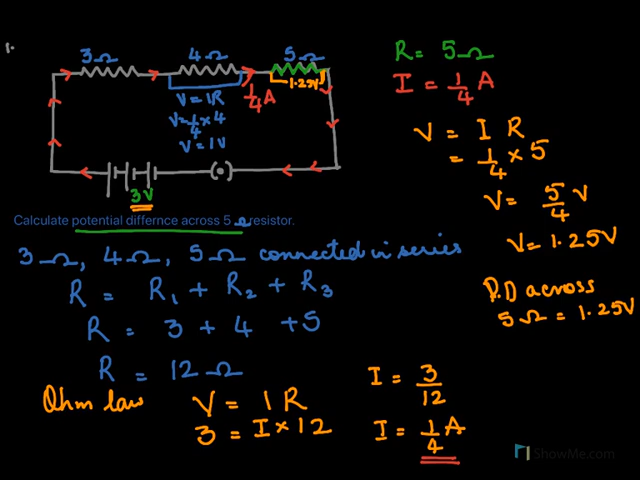 1.
3Ω 4Ω 5Ω
1.25V
V = IR
V = 1/4 × 4
V = 1V
1/4 A
3V
Calculate potential differnce across 5 Ω resistor.
3Ω, 4Ω, 5Ω connected in series
R = R1 + R2 + R3
R = 3 + 4 + 5
R = 12Ω
Ohm law
V = IR
3 = I × 12
I = 3/12
I = 1/4 A
R = 5Ω
I = 1/4 A
V = I R
= 1/4 × 5
V = 5/4 V
V = 1.25V
P.D across
5Ω = 1.25V
ShowMe.com